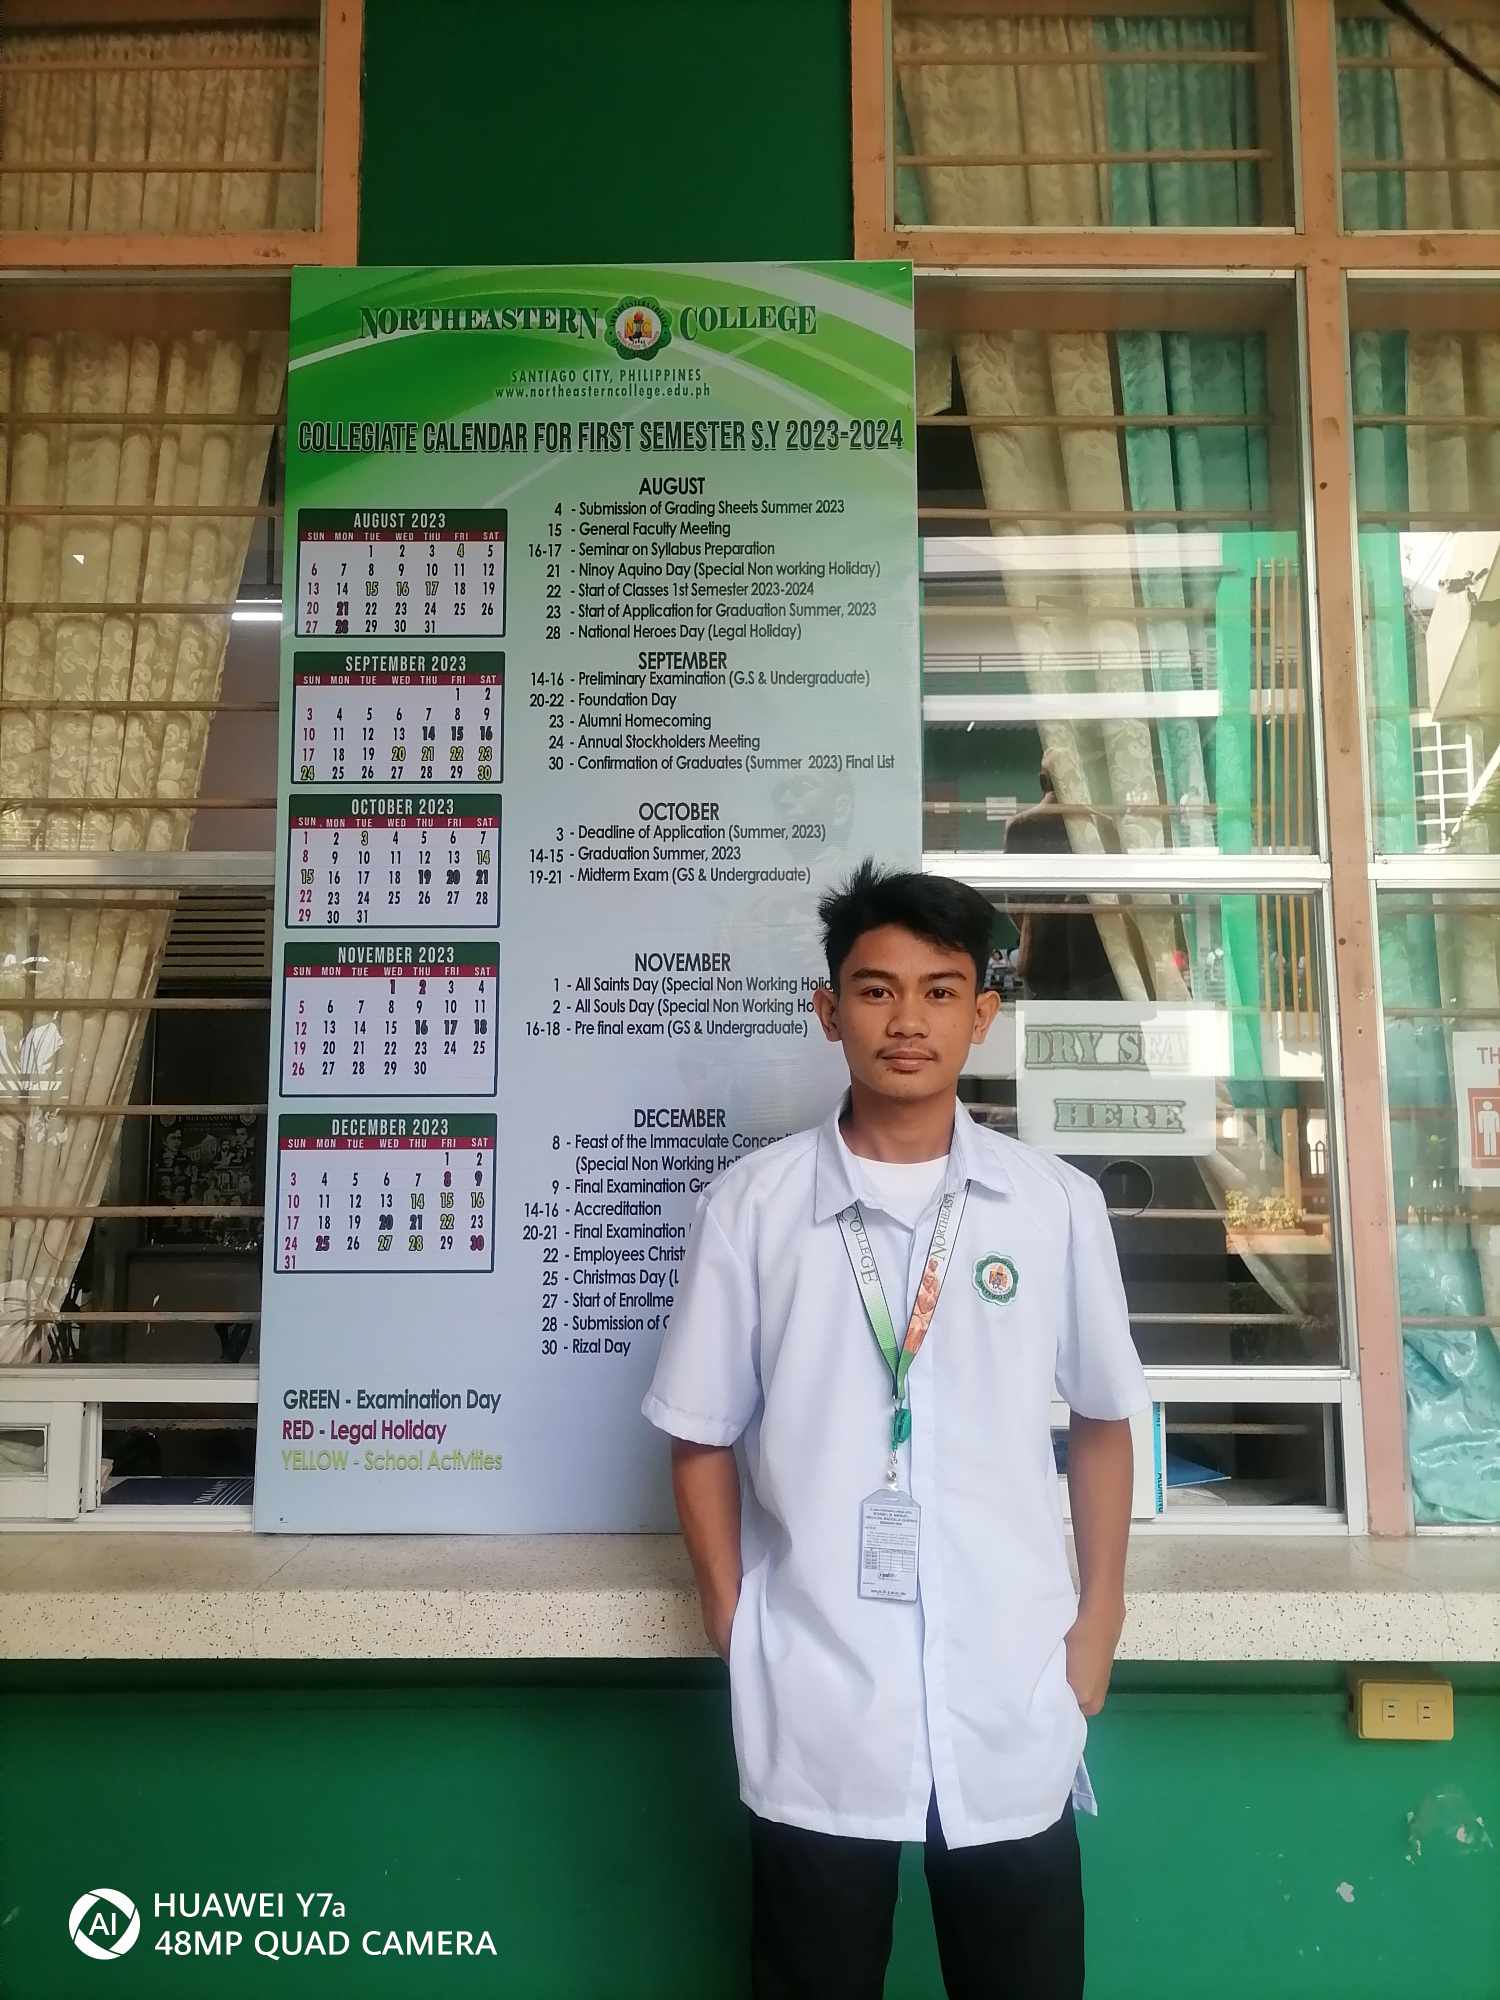 NORTHEASTERN COLLEGE
SANTIAGO CITY, PHILIPPINES
www.northeasterncollege.edu.ph
COLLEGIATE CALENDAR FOR FIRST SEMESTER S.Y 2023-2024
AUGUST 2023
SUN MON TUE WED THU FRI SAT
1 2 3 4 5
6 7 8 9 10 11 12
13 14 15 16 17 18 19
20 21 22 23 24 25 26
27 28 29 30 31
AUGUST
4 - Submission of Grading Sheets Summer 2023
15 - General Faculty Meeting
16-17 - Seminar on Syllabus Preparation
21 - Ninoy Aquino Day (Special Non working Holiday)
22 - Start of Classes 1st Semester 2023-2024
23 - Start of Application for Graduation Summer, 2023
28 - National Heroes Day (Legal Holiday)
SEPTEMBER 2023
SUN MON TUE WED THU FRI SAT
1 2
3 4 5 6 7 8 9
10 11 12 13 14 15 16
17 18 19 20 21 22 23
24 25 26 27 28 29 30
SEPTEMBER
14-16 - Preliminary Examination (G.S & Undergraduate)
20-22 - Foundation Day
23 - Alumni Homecoming
24 - Annual Stockholders Meeting
30 - Confirmation of Graduates (Summer 2023) Final List
OCTOBER 2023
SUN. MON TUE WED THU FRI SAT
1 2 3 4 5 6 7
8 9 10 11 12 13 14
15 16 17 18 19 20 21
22 23 24 25 26 27 28
29 30 31
OCTOBER
3 - Deadline of Application (Summer, 2023)
14-15 - Graduation Summer, 2023
19-21 - Midterm Exam (GS & Undergraduate)
NOVEMBER 2023
SUN MON TUE WED THU FRI SAT
1 2 3 4
5 6 7 8 9 10 11
12 13 14 15 16 17 18
19 20 21 22 23 24 25
26 27 28 29 30
NOVEMBER
1 - All Saints Day (Special Non Working Holid
2 - All Souls Day (Special Non Working Ho
16-18 - Pre final exam (GS & Undergraduate)
DECEMBER 2023
SUN MON TUE WED THU FRI SAT
1 2
3 4 5 6 7 8 9
10 11 12 13 14 15 16
17 18 19 20 21 22 23
24 25 26 27 28 29 30
31
DECEMBER
8 - Feast of the Immaculate Concepti
(Special Non Working Holi
9 - Final Examination Gra
14-16 - Accreditation
20-21 - Final Examination
22 - Employees Christ
25 - Christmas Day (L
27 - Start of Enrollme
28 - Submission of
30 - Rizal Day
GREEN - Examination Day
RED - Legal Holiday
YELLOW - School Activities
DRY SEA
HERE
TH
COLLEGE
NORTHEAST
HUAWEI Y7a
48MP QUAD CAMERA
AI